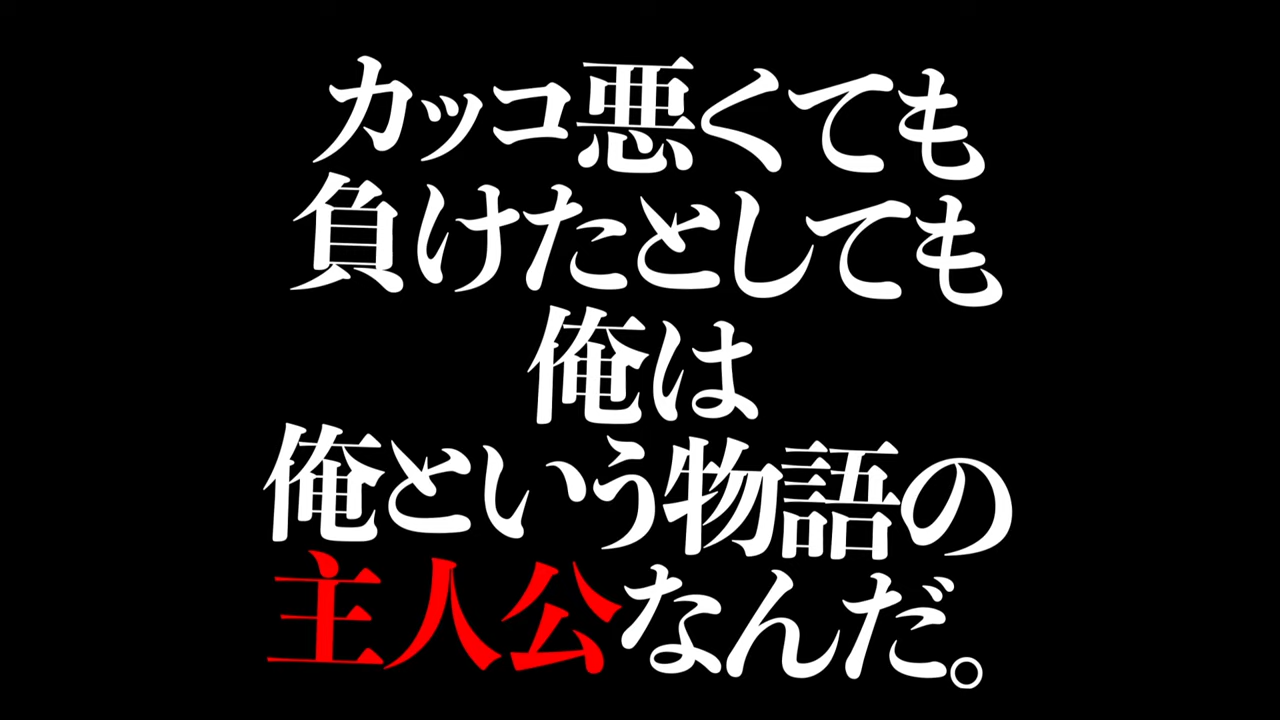 カッコ悪くても
負けたとしても
俺は
俺という物語の
主人公なんだ。